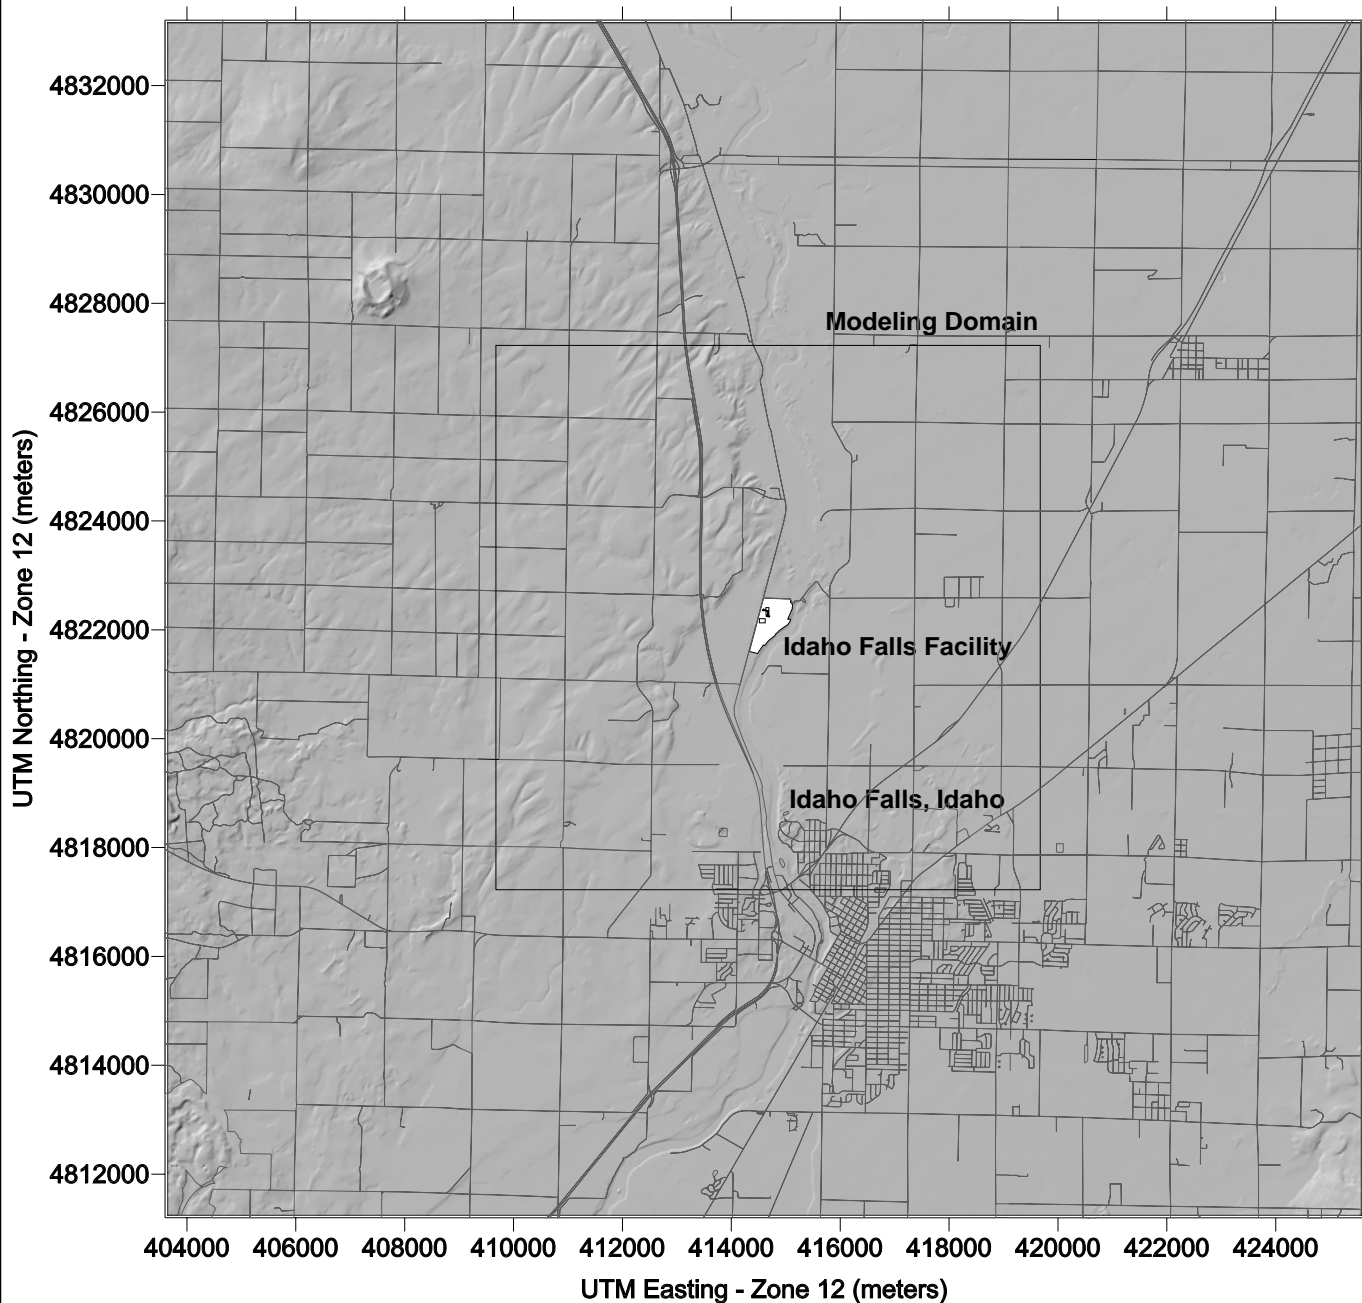 4832000
4830000
4828000
Modeling Domain
4826000
4824000
4822000
Idaho Falls Facility
4820000
Idaho Falls, Idaho
4818000
4816000
4814000
4812000
UTM Northing - Zone 12 (meters)
404000 406000 408000 410000 412000 414000 416000 418000 420000 422000 424000
UTM Easting - Zone 12 (meters)